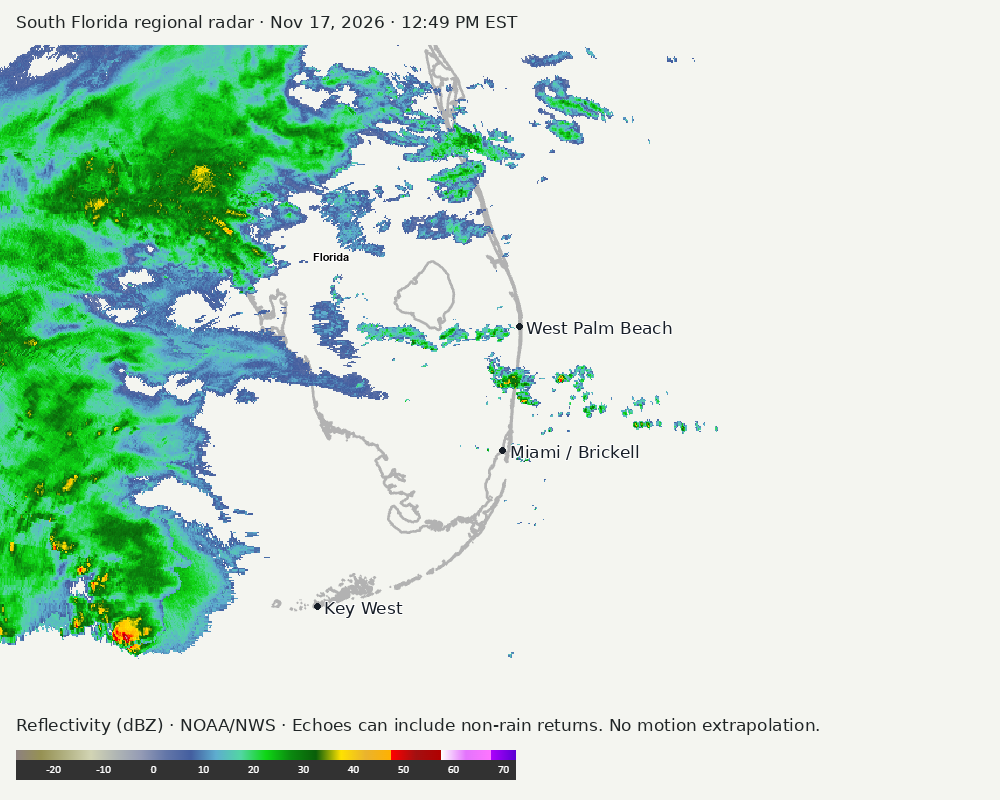 South Florida regional radar · Nov 17, 2026 · 12:49 PM EST
Florida
West Palm Beach
Miami / Brickell
Key West
Reflectivity (dBZ) · NOAA/NWS · Echoes can include non-rain returns. No motion extrapolation.
-20 -10 0 10 20 30 40 50 60 70